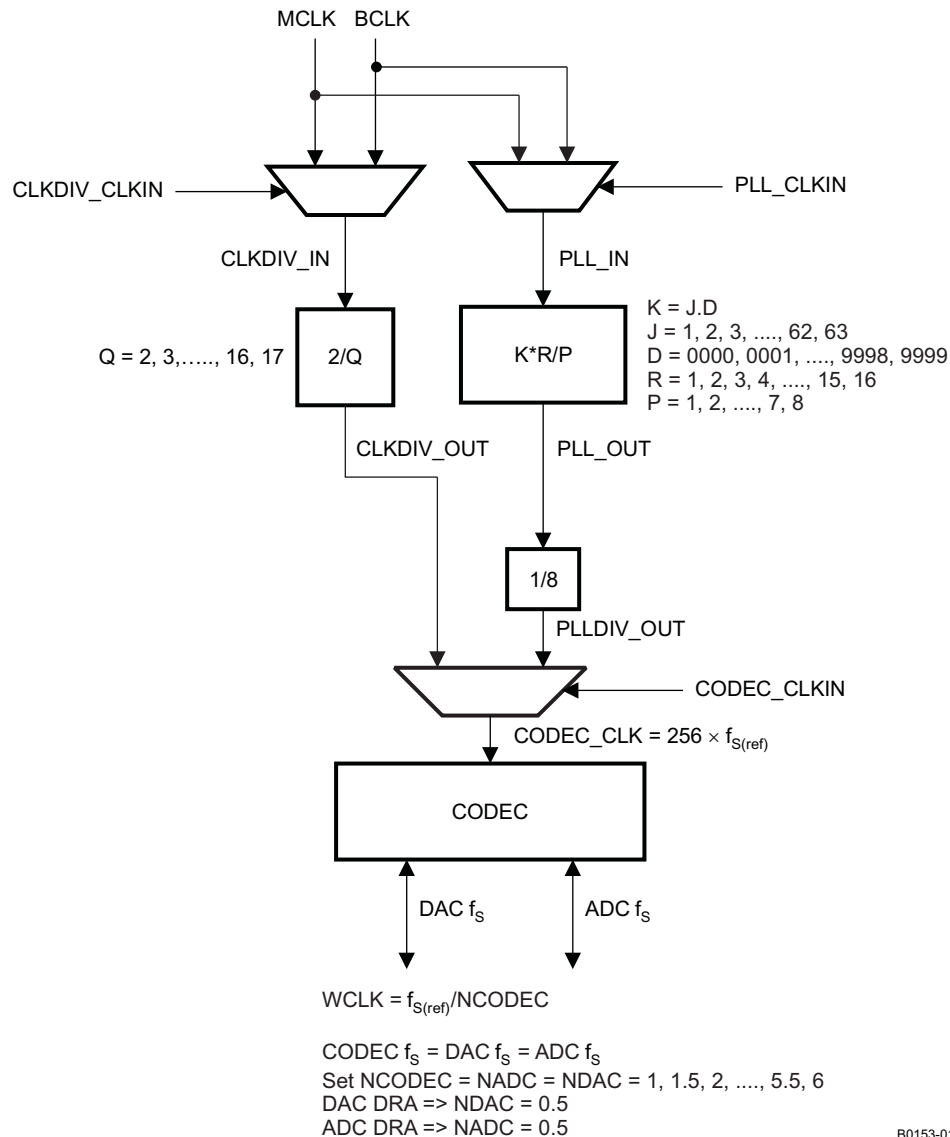 MCLK BCLK
CLKDIV_CLKIN
PLL_CLKIN
CLKDIV_IN
PLL_IN
Q = 2, 3,….., 16, 17
2/Q
K*R/P
K = J.D
J = 1, 2, 3, ...., 62, 63
D = 0000, 0001, ...., 9998, 9999
R = 1, 2, 3, 4, ...., 15, 16
P = 1, 2, ...., 7, 8
CLKDIV_OUT
PLL_OUT
1/8
PLLDIV_OUT
CODEC_CLKIN
CODEC_CLK = 256 × fS(ref)
CODEC
DAC fS
ADC fS
WCLK = fS(ref)/NCODEC
CODEC fS = DAC fS = ADC fS
Set NCODEC = NADC = NDAC = 1, 1.5, 2, ...., 5.5, 6
DAC DRA => NDAC = 0.5
ADC DRA => NADC = 0.5